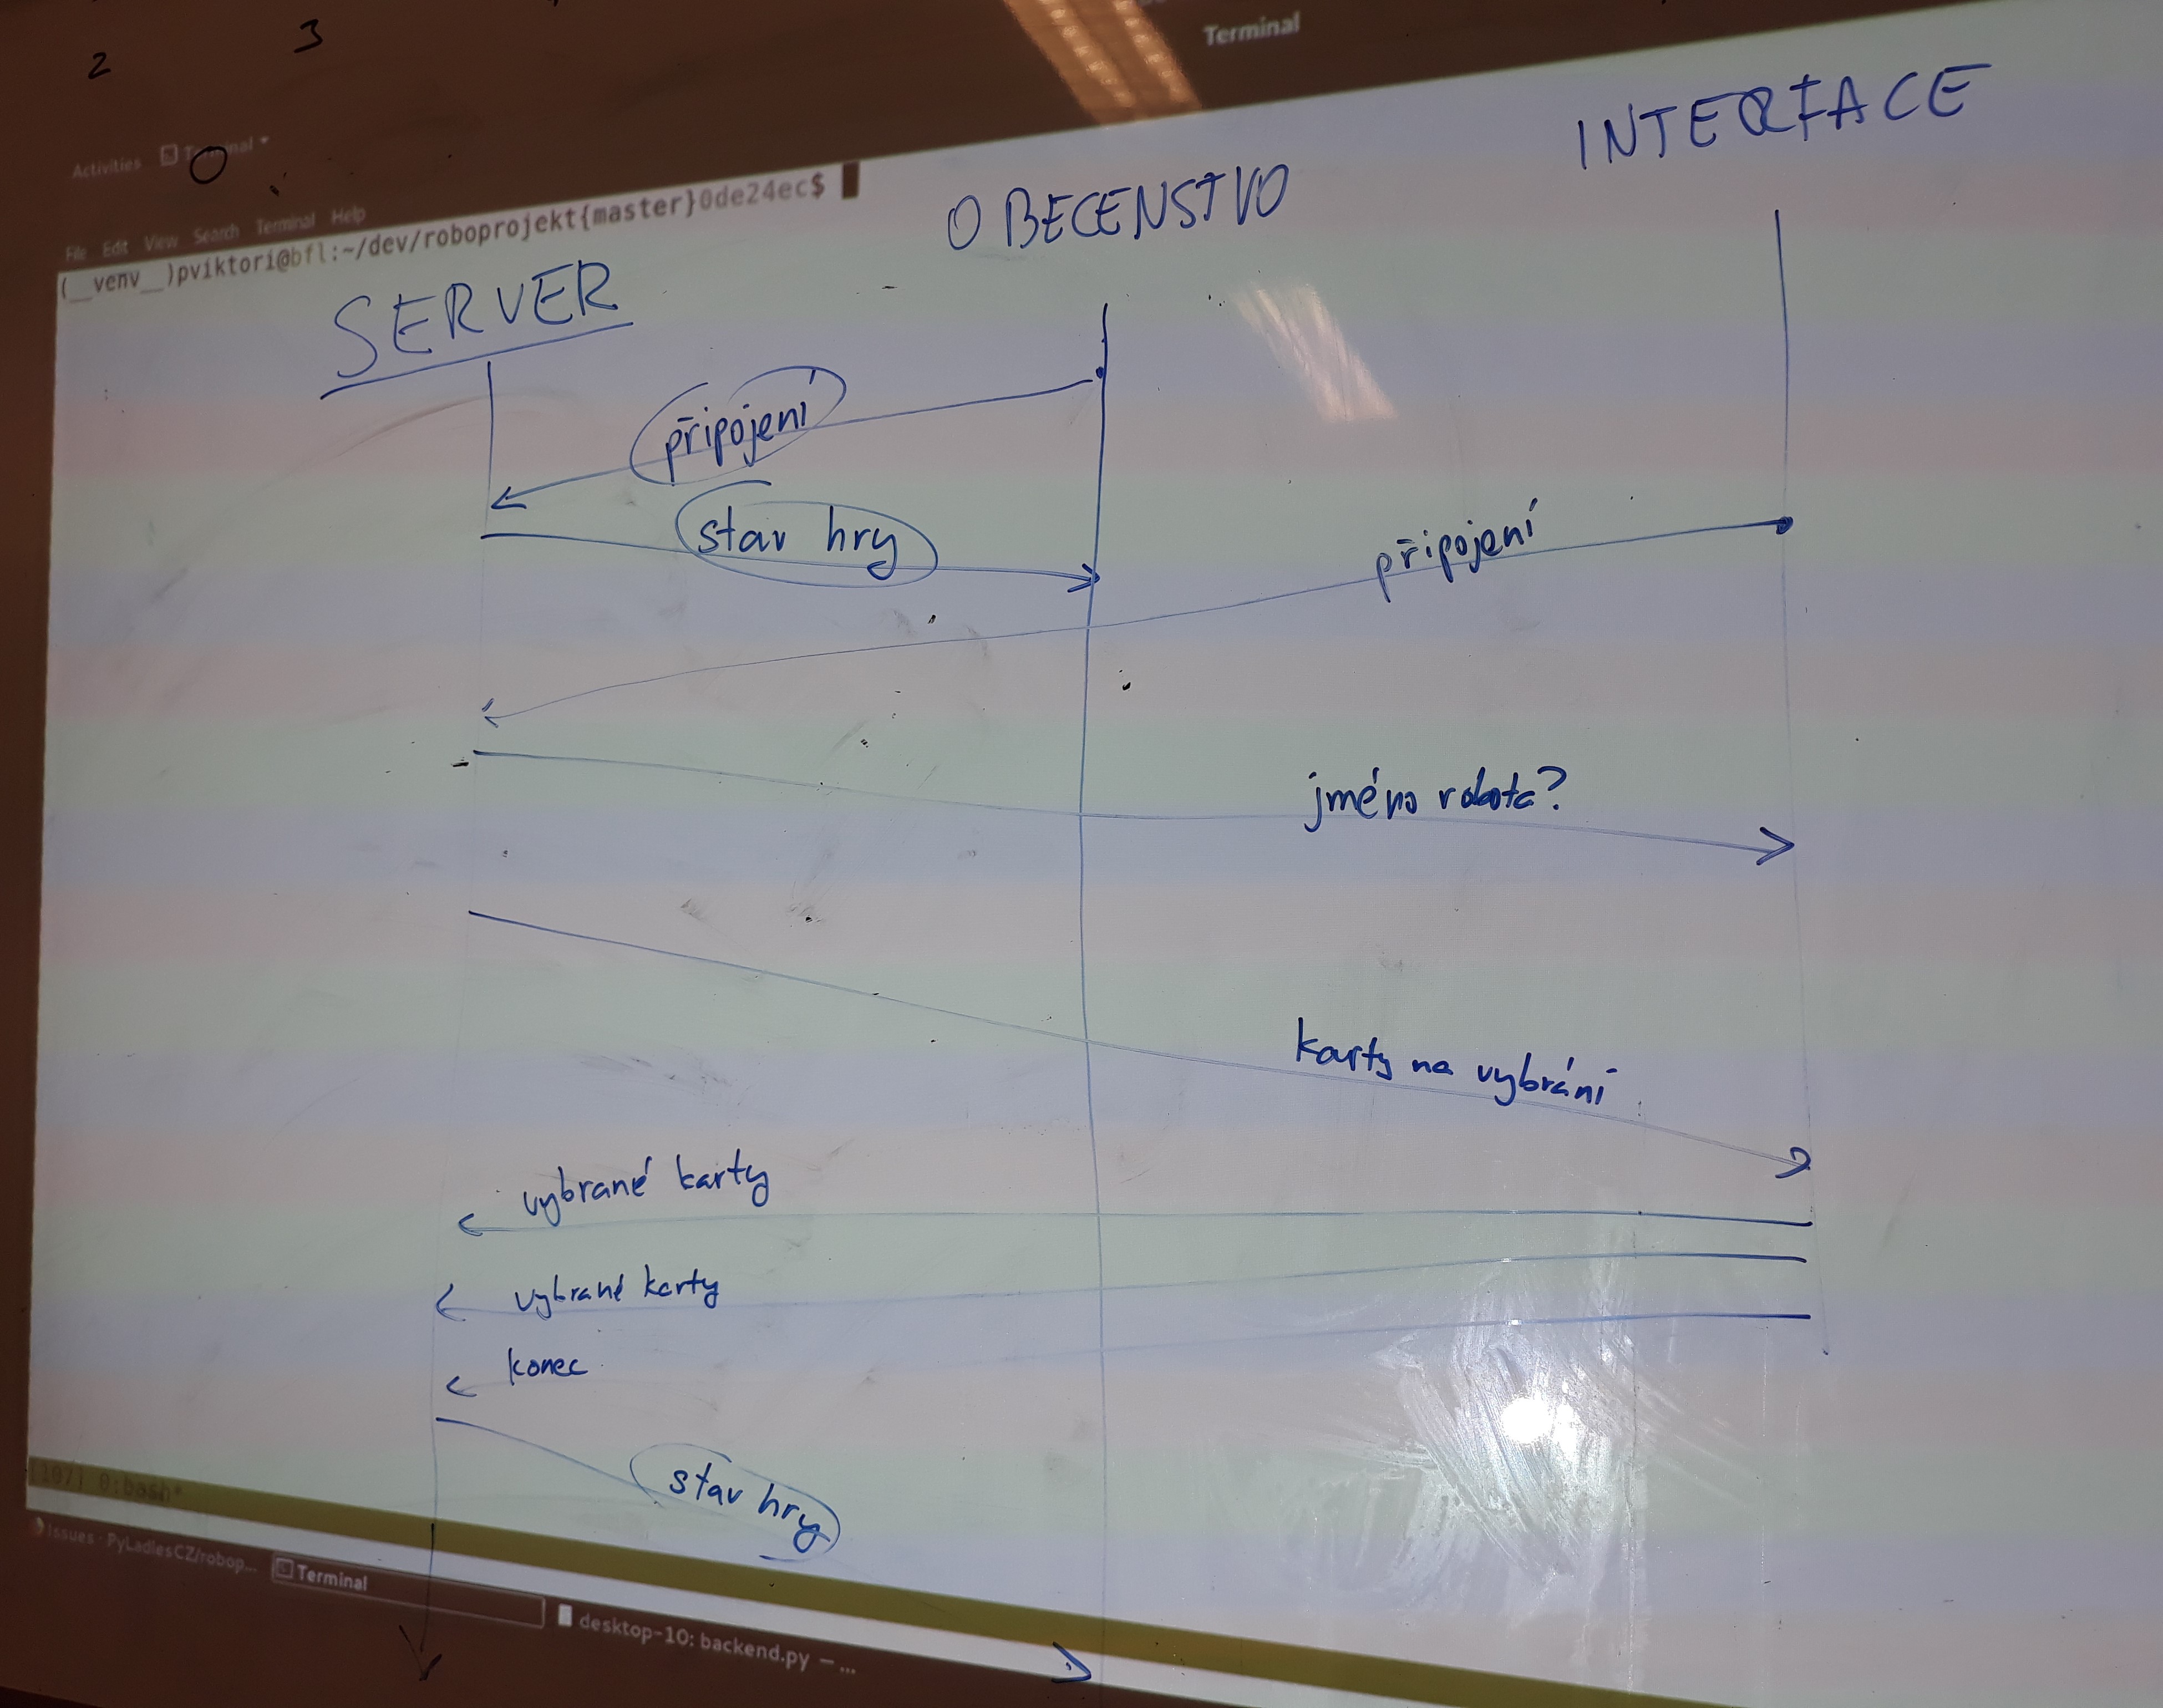 2
3
Terminal
Activities Terminal
File Edit View Search Terminal Help
(__venv__)pviktori@bfl:~/dev/roboprojekt{master}0de24ec$
INTERFACE
OBECENSTVO
SERVER
připojení
stav hry
připojení
jméno robota?
karty na vybrání
vybrané karty
vybrané karty
konec
stav hry
0:bash*
Issues · PyLadiesCZ/robop...
Terminal
desktop-10: backend.py — ...